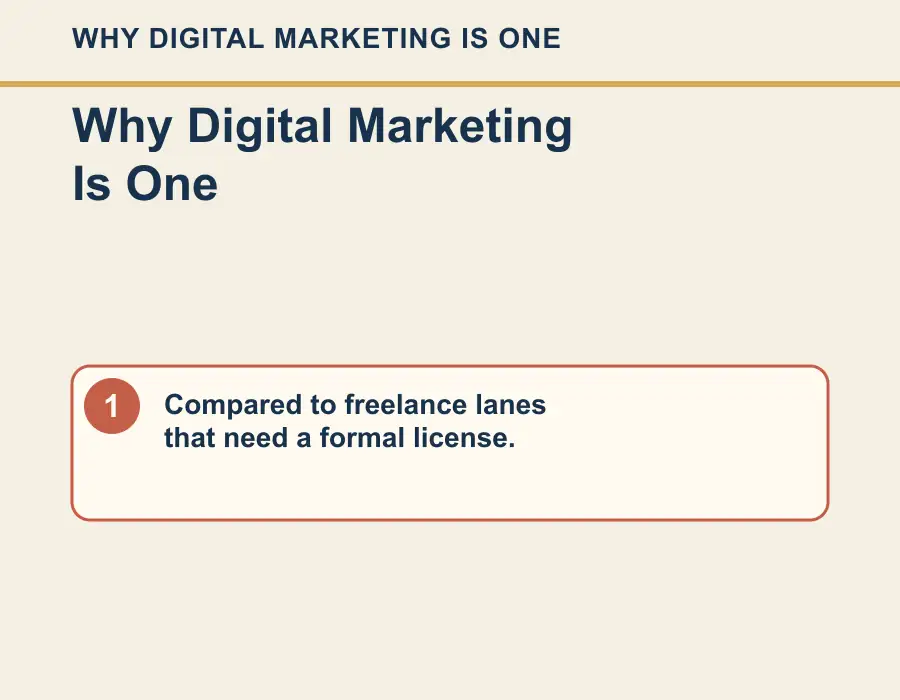 WHY DIGITAL MARKETING IS ONE
Why Digital Marketing
Is One
1
Compared to freelance lanes
that need a formal license.